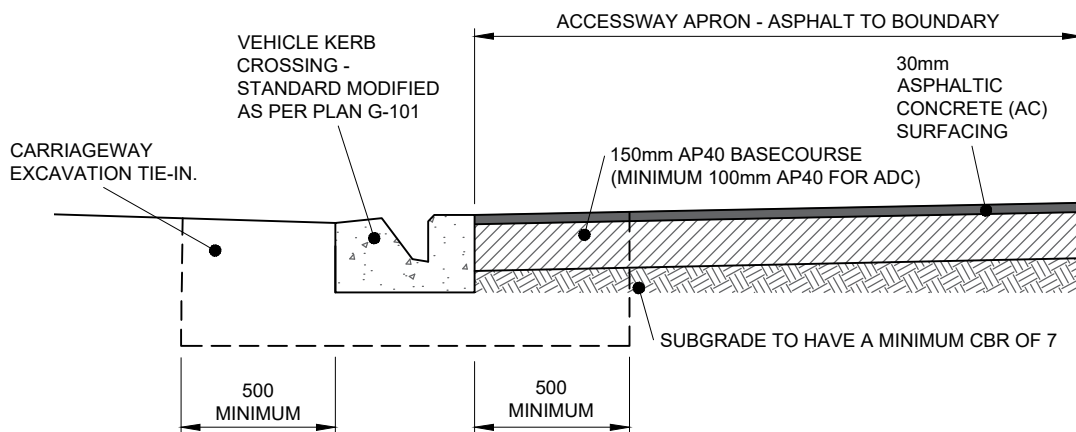 ACCESSWAY APRON - ASPHALT TO BOUNDARY
VEHICLE KERB
CROSSING -
STANDARD MODIFIED
AS PER PLAN G-101
30mm
ASPHALTIC
CONCRETE (AC)
SURFACING
CARRIAGEWAY
EXCAVATION TIE-IN.
150mm AP40 BASECOURSE
(MINIMUM 100mm AP40 FOR ADC)
SUBGRADE TO HAVE A MINIMUM CBR OF 7
500
MINIMUM
500
MINIMUM